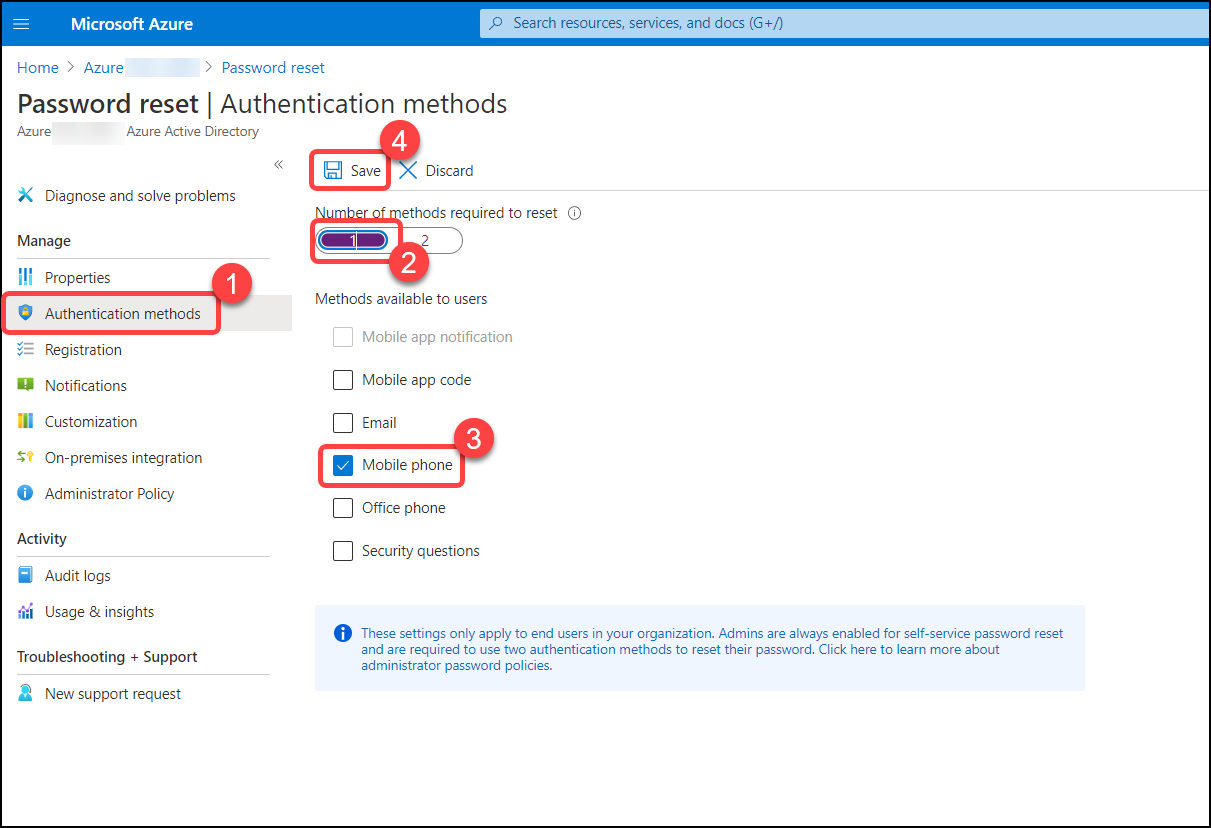 Microsoft Azure
Search resources, services, and docs (G+/)
Home > Azure > Password reset
Password reset | Authentication methods
Azure Azure Active Directory
«
4
Save Discard
Diagnose and solve problems
Number of methods required to reset
1 2
2
Manage
Properties
1
Authentication methods
Registration
Notifications
Customization
On-premises integration
Administrator Policy
Activity
Audit logs
Usage & insights
Troubleshooting + Support
New support request
Methods available to users
Mobile app notification
Mobile app code
Email
3
Mobile phone
Office phone
Security questions
These settings only apply to end users in your organization. Admins are always enabled for self-service password reset
and are required to use two authentication methods to reset their password. Click here to learn more about
administrator password policies.